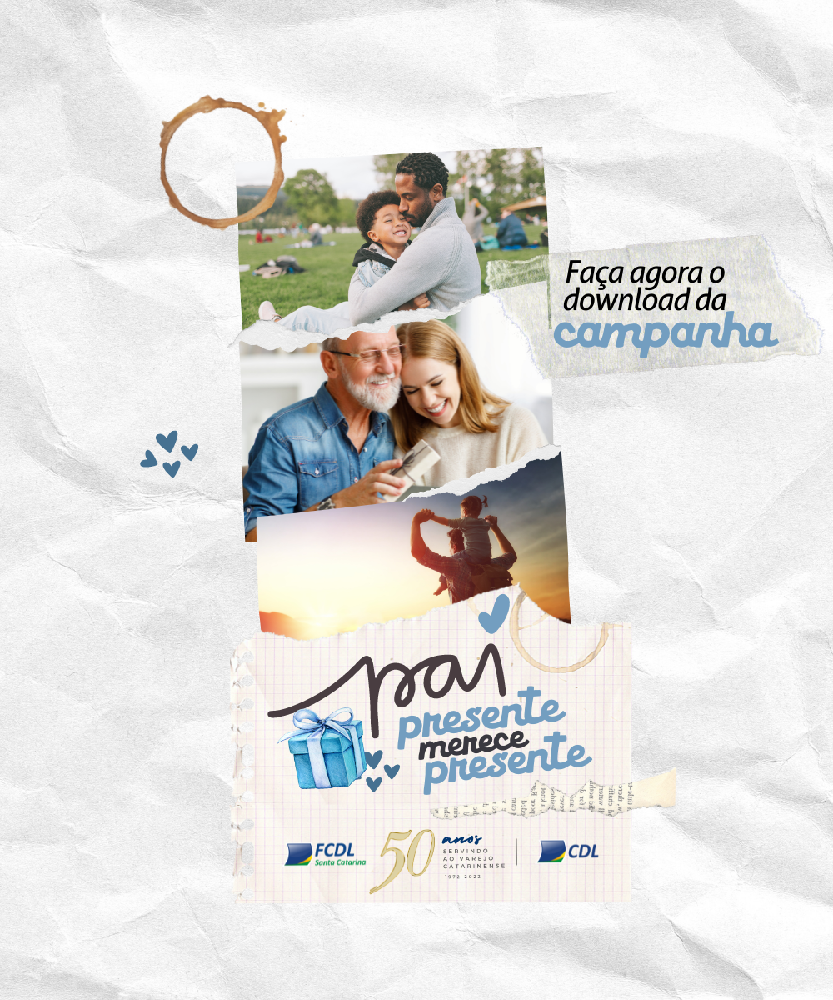 Faça agora o
download da
campanha
pai
presente
merece
presente
FCDL
Santa Catarina
50 anos
SERVINDO
AO VAREJO
CATARINENSE
1972-2022
CDL